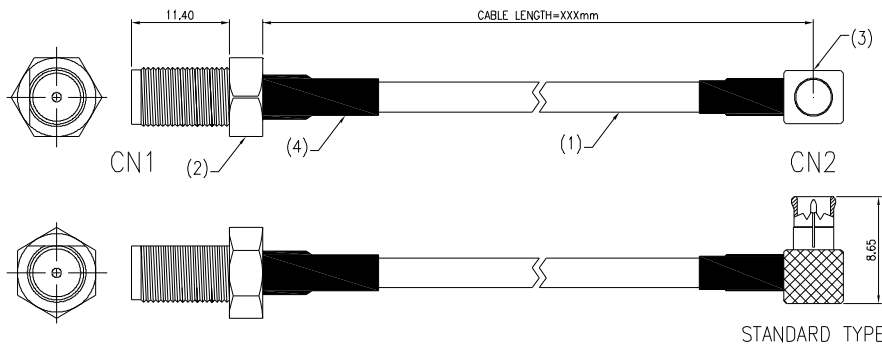 11.40
CABLE LENGTH=XXXmm
(3)
CN1
(2)
(4)
(1)
CN2
8.65
STANDARD TYPE